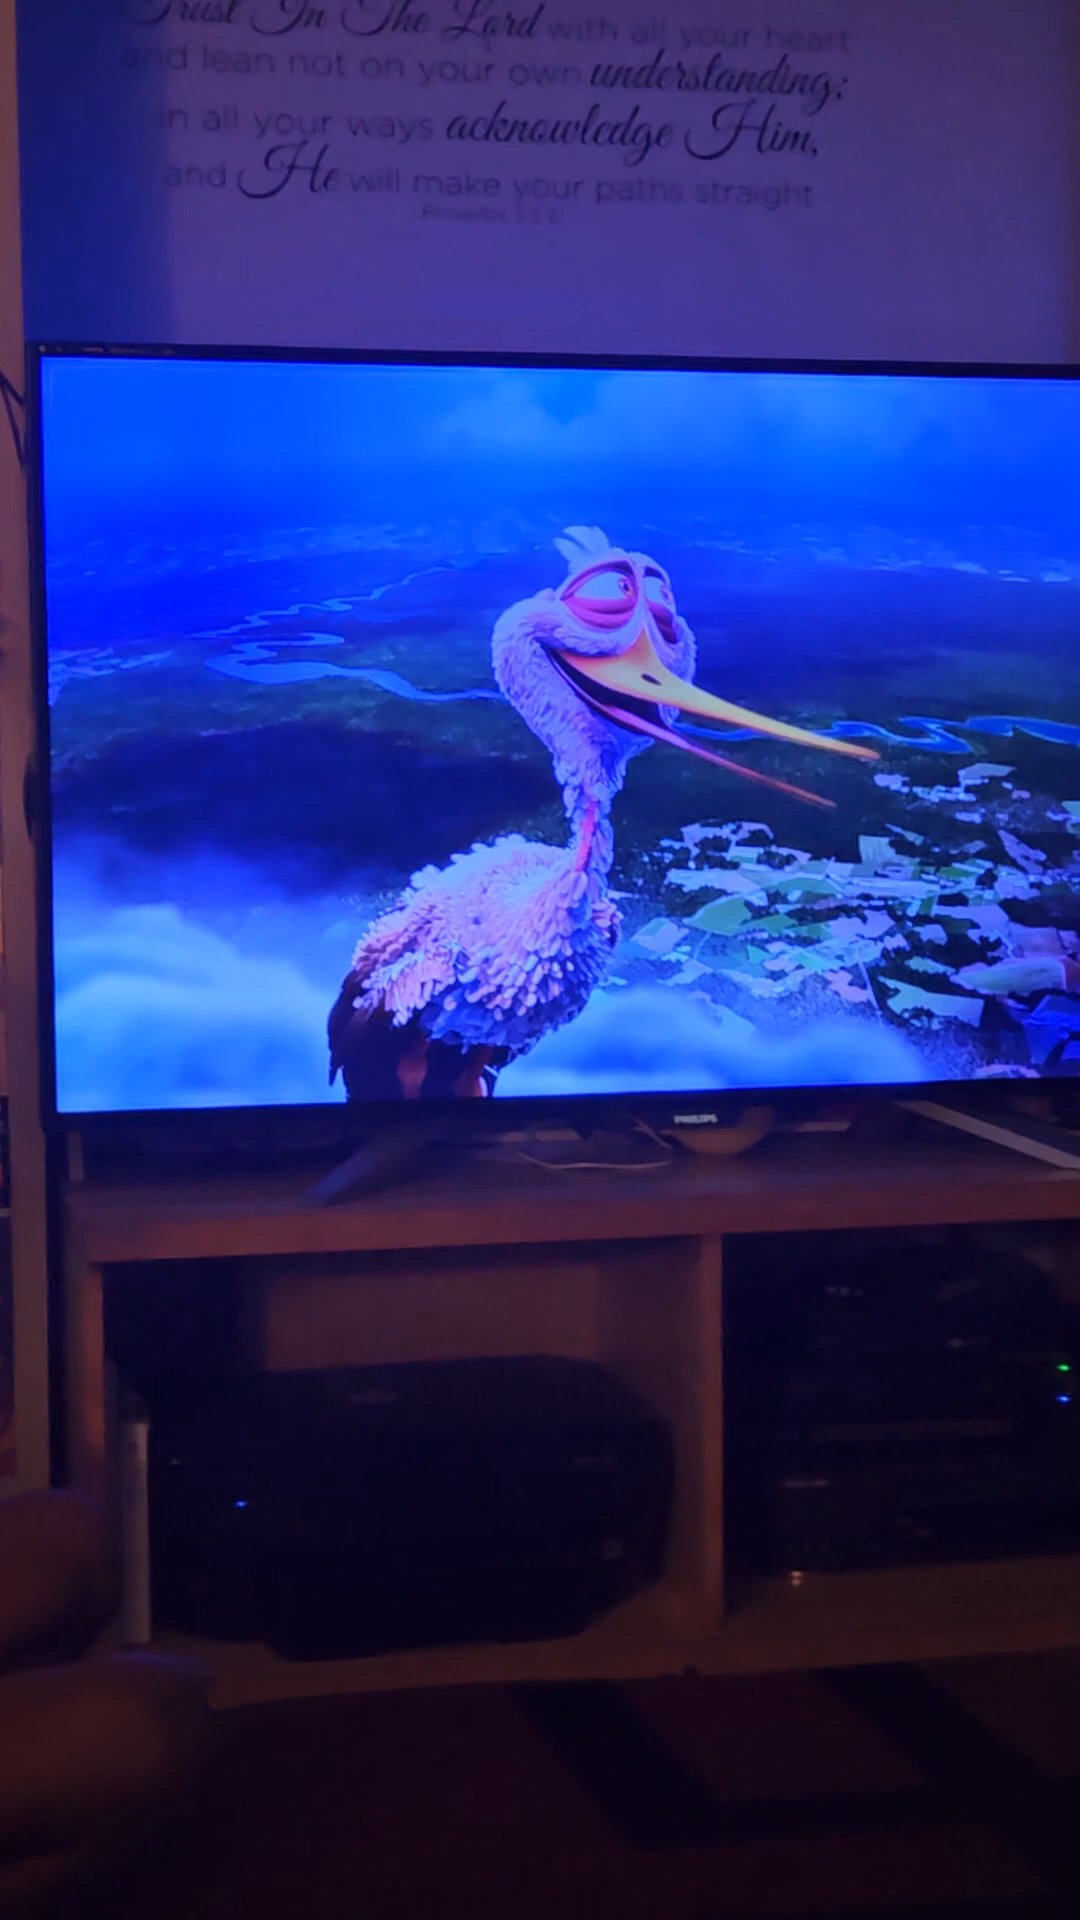 Trust In The Lord with all your heart
and lean not on your own understanding;
in all your ways acknowledge Him,
and He will make your paths straight
Proverbs
PHILIPS